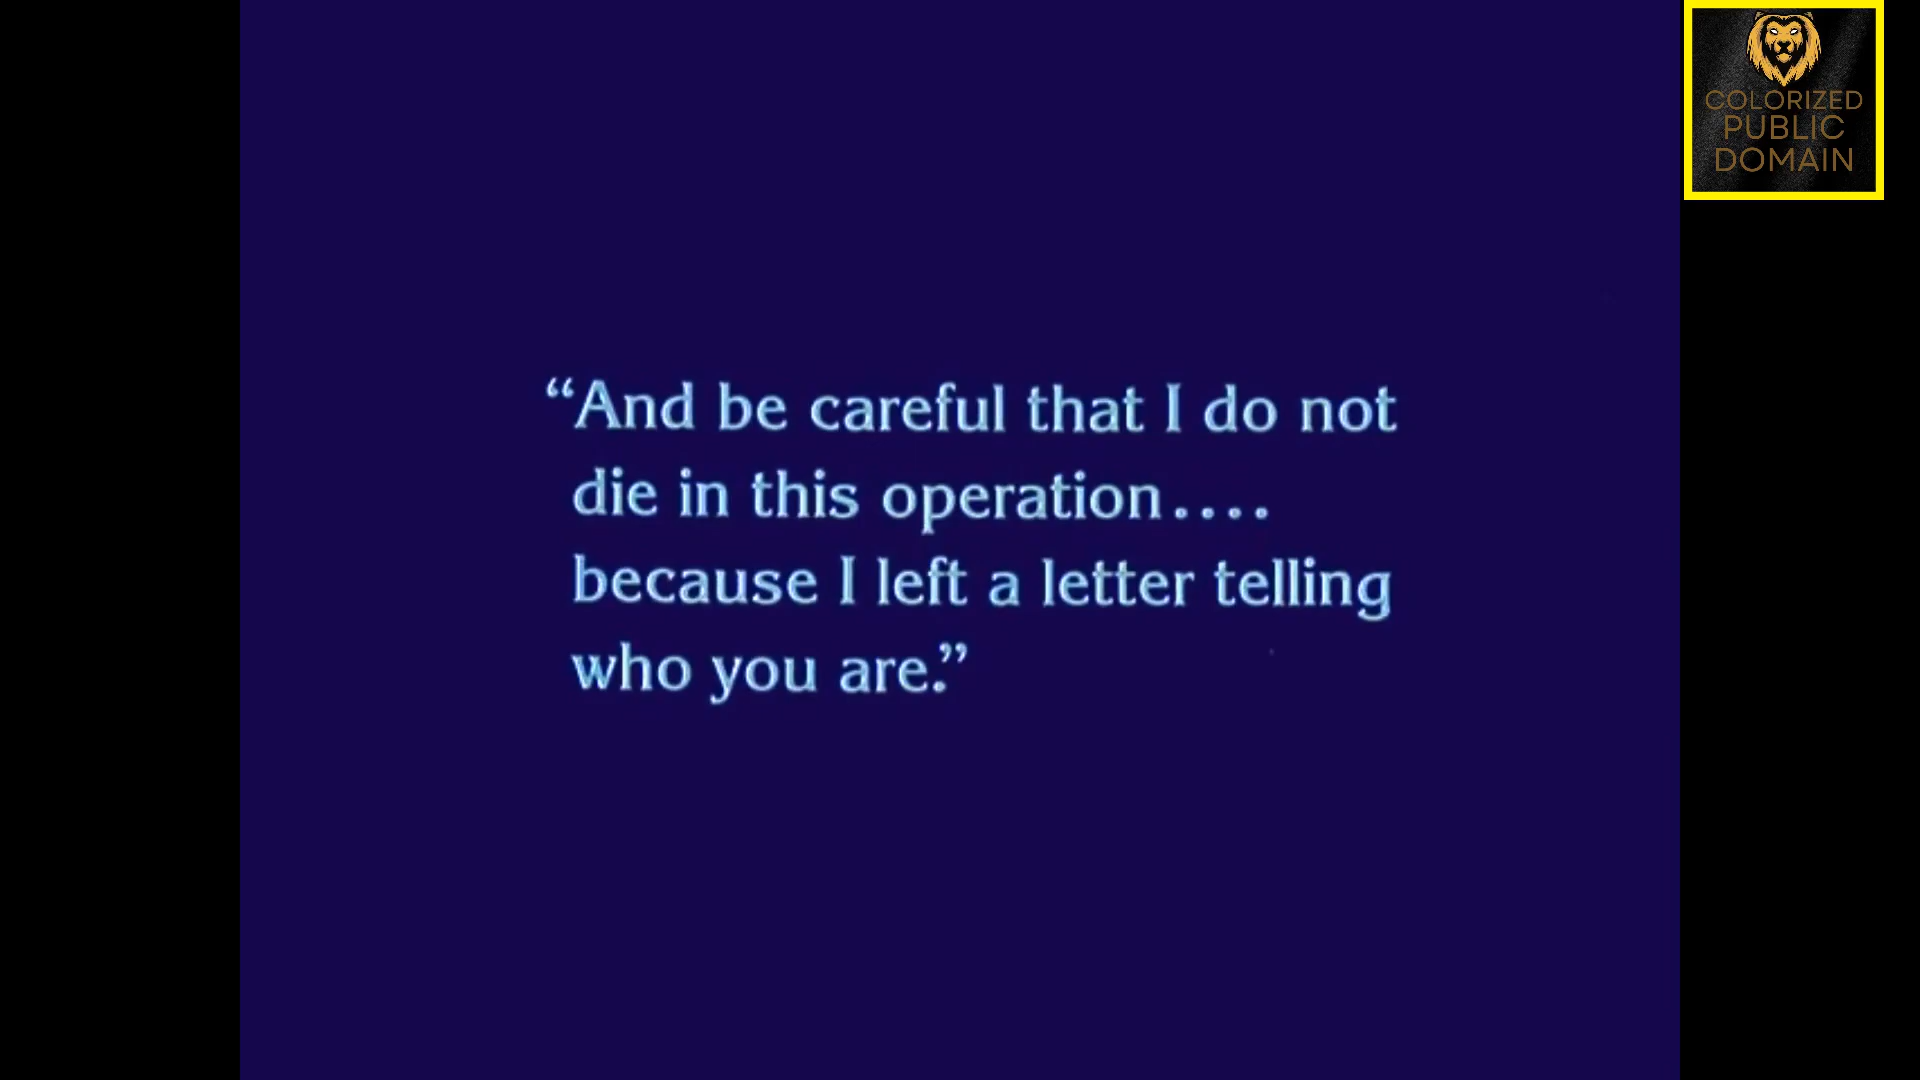 “And be careful that I do not
die in this operation....
because I left a letter telling
who you are.”
COLORIZED
PUBLIC
DOMAIN